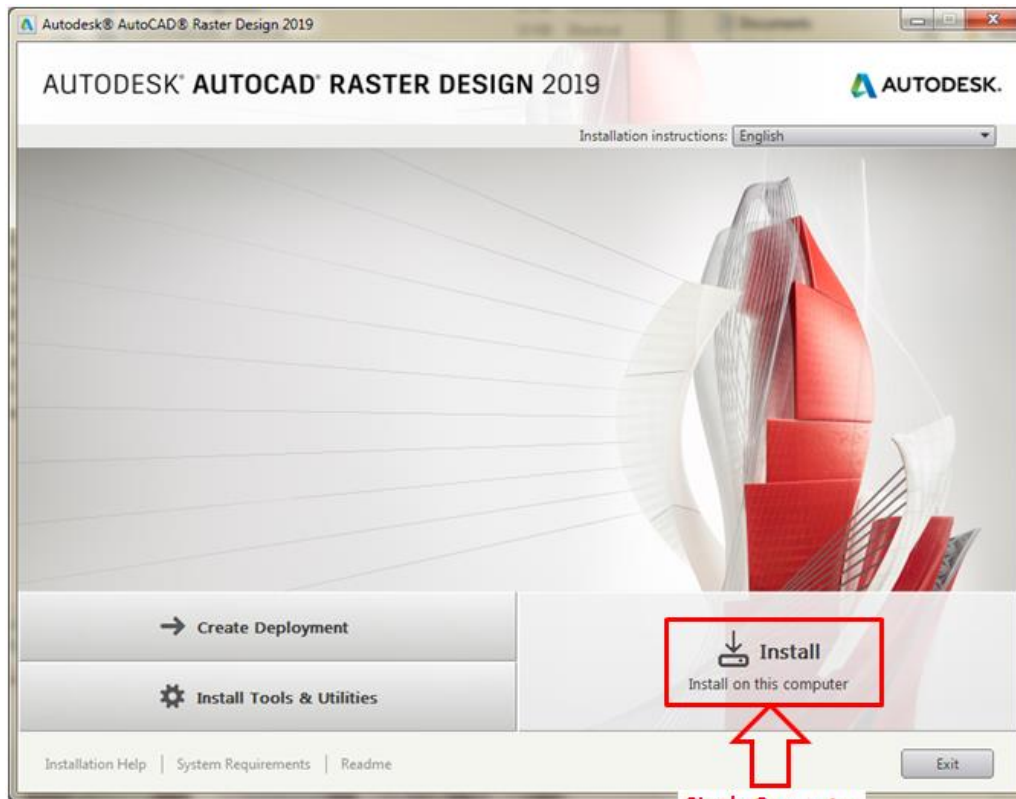 Autodesk® AutoCAD® Raster Design 2019
AUTODESK® AUTOCAD® RASTER DESIGN 2019
AUTODESK.
Installation instructions: English
Create Deployment
Install Tools & Utilities
Install
Install on this computer
Installation Help | System Requirements | Readme
Exit